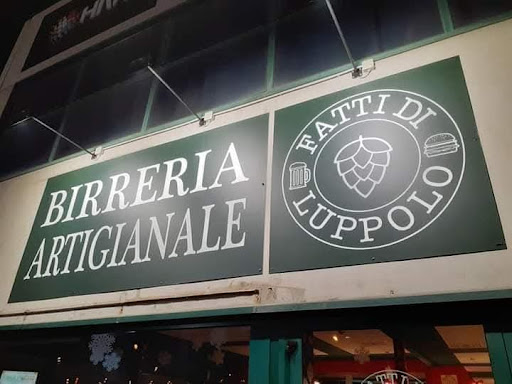 BIRRERIA
ARTIGIANALE
FATTI DI
LUPPOLO